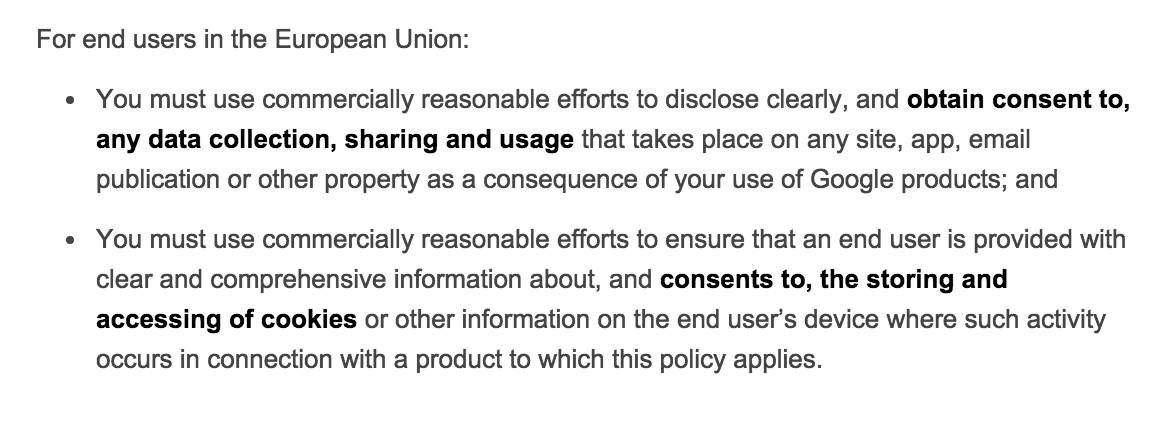 For end users in the European Union:
• You must use commercially reasonable efforts to disclose clearly, and obtain consent to,
any data collection, sharing and usage that takes place on any site, app, email
publication or other property as a consequence of your use of Google products; and
• You must use commercially reasonable efforts to ensure that an end user is provided with
clear and comprehensive information about, and consents to, the storing and
accessing of cookies or other information on the end user’s device where such activity
occurs in connection with a product to which this policy applies.